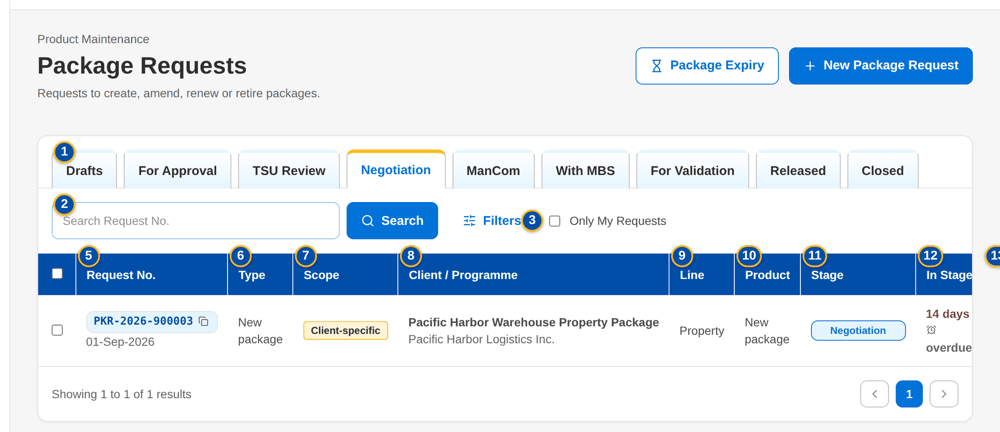 Product Maintenance
Package Requests
Requests to create, amend, renew or retire packages.
Package Expiry
New Package Request
1
Drafts
For Approval
TSU Review
Negotiation
ManCom
With MBS
For Validation
Released
Closed
2
Search Request No.
Search
Filters
3
Only My Requests
5 6 7 8 9 10 11 12 13
Request No. Type Scope Client / Programme Line Product Stage In Stage
PKR-2026-900003
01-Sep-2026
New
package
Client-specific
Pacific Harbor Warehouse Property Package
Pacific Harbor Logistics Inc.
Property
New
package
Negotiation
14 days
overdue
Showing 1 to 1 of 1 results
1